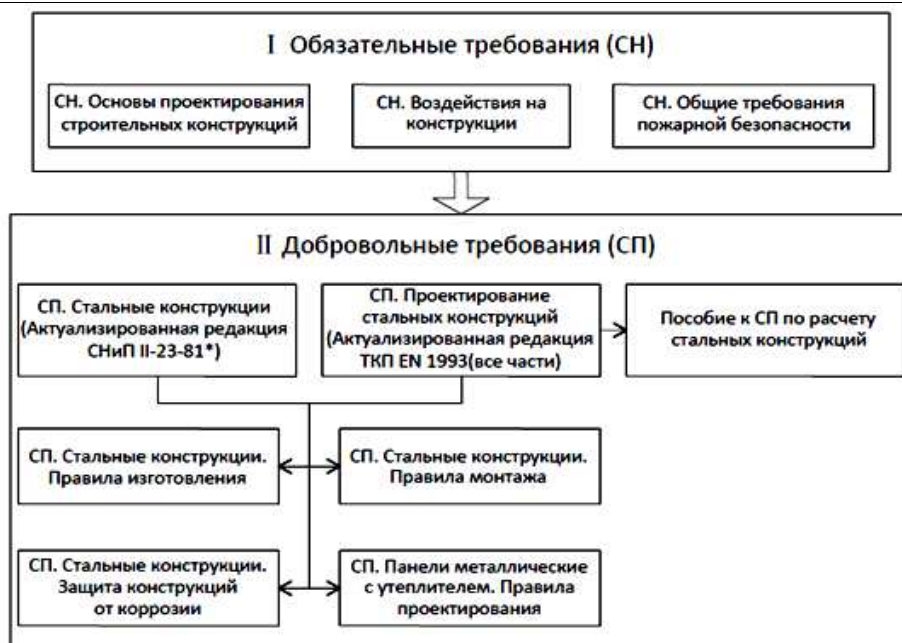 I Обязательные требования (СН)
СН. Основы проектирования
строительных конструкций
СН. Воздействия на
конструкции
СН. Общие требования
пожарной безопасности
II Добровольные требования (СП)
СП. Стальные конструкции
(Актуализированная редакция
СНиП II-23-81*)
СП. Проектирование
стальных конструкций
(Актуализированная редакция
ТКП EN 1993(все части)
Пособие к СП по расчету
стальных конструкций
СП. Стальные конструкции.
Правила изготовления
СП. Стальные конструкции.
Правила монтажа
СП. Стальные конструкции.
Защита конструкций
от коррозии
СП. Панели металлические
с утеплителем. Правила
проектирования